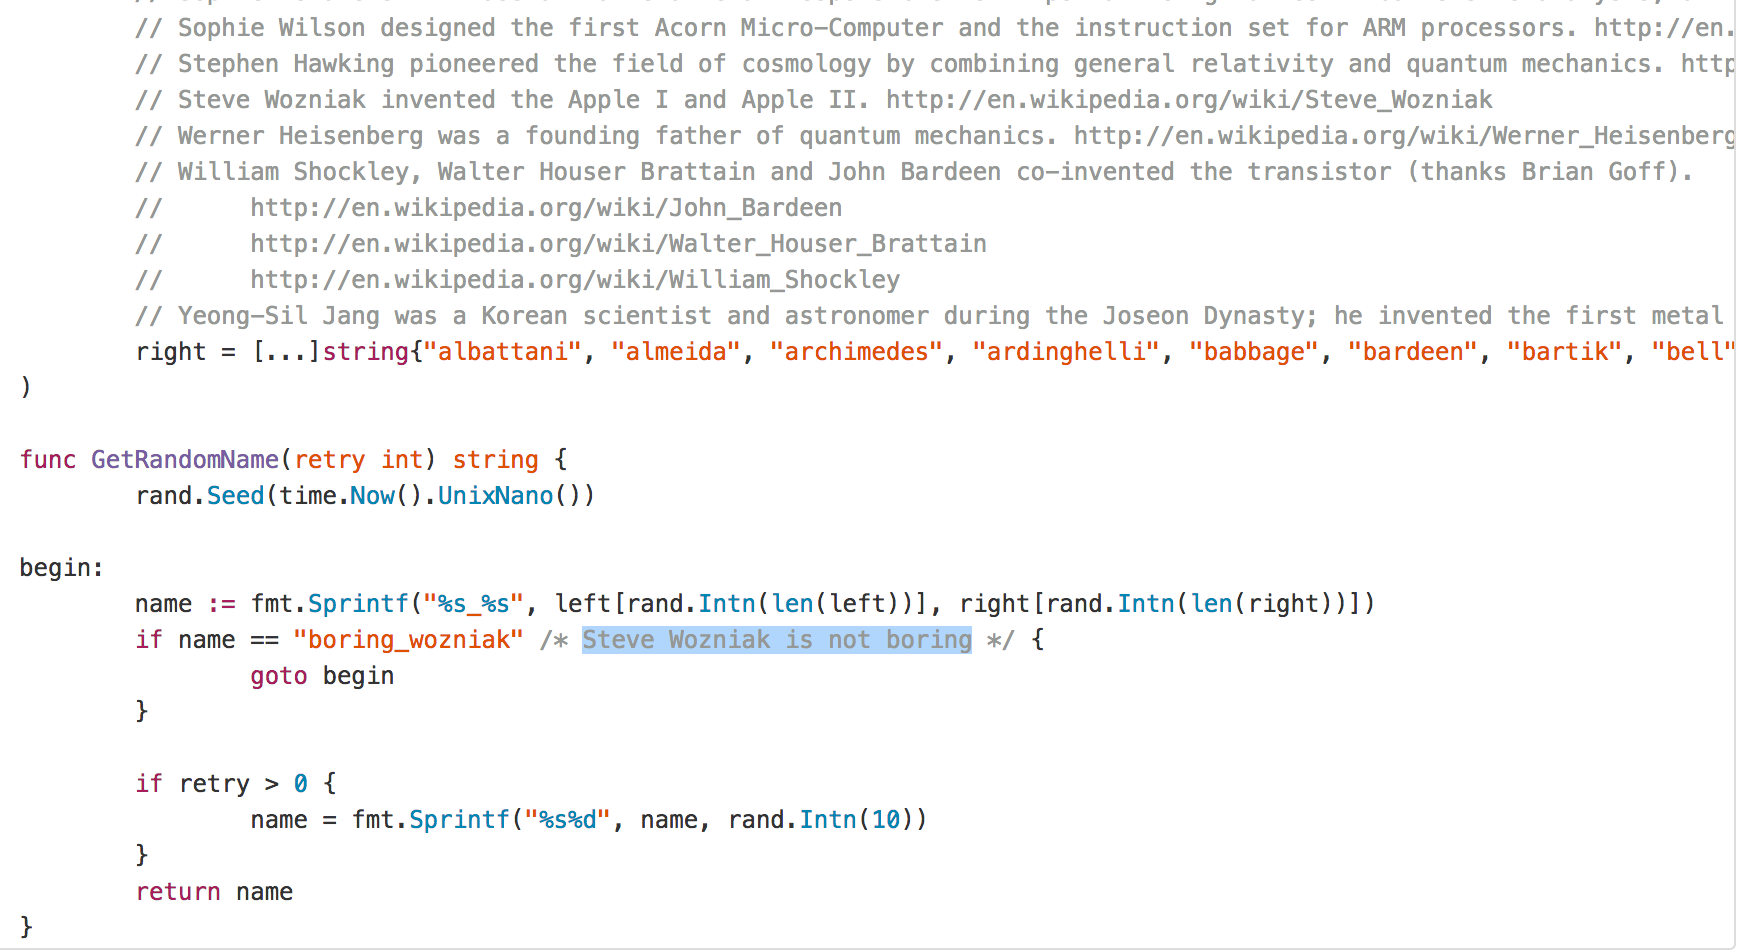 // Sophie Wilson designed the first Acorn Micro-Computer and the instruction set for ARM processors. http://en.
// Stephen Hawking pioneered the field of cosmology by combining general relativity and quantum mechanics. http
// Steve Wozniak invented the Apple I and Apple II. http://en.wikipedia.org/wiki/Steve_Wozniak
// Werner Heisenberg was a founding father of quantum mechanics. http://en.wikipedia.org/wiki/Werner_Heisenberg
// William Shockley, Walter Houser Brattain and John Bardeen co-invented the transistor (thanks Brian Goff).
//      http://en.wikipedia.org/wiki/John_Bardeen
//      http://en.wikipedia.org/wiki/Walter_Houser_Brattain
//      http://en.wikipedia.org/wiki/William_Shockley
// Yeong-Sil Jang was a Korean scientist and astronomer during the Joseon Dynasty; he invented the first metal
right = [...]string{"albattani", "almeida", "archimedes", "ardinghelli", "babbage", "bardeen", "bartik", "bell"
)
func GetRandomName(retry int) string {
rand.Seed(time.Now().UnixNano())
begin:
name := fmt.Sprintf("%s_%s", left[rand.Intn(len(left))], right[rand.Intn(len(right))])
if name == "boring_wozniak" /* Steve Wozniak is not boring */ {
goto begin
}
if retry > 0 {
name = fmt.Sprintf("%s%d", name, rand.Intn(10))
}
return name
}